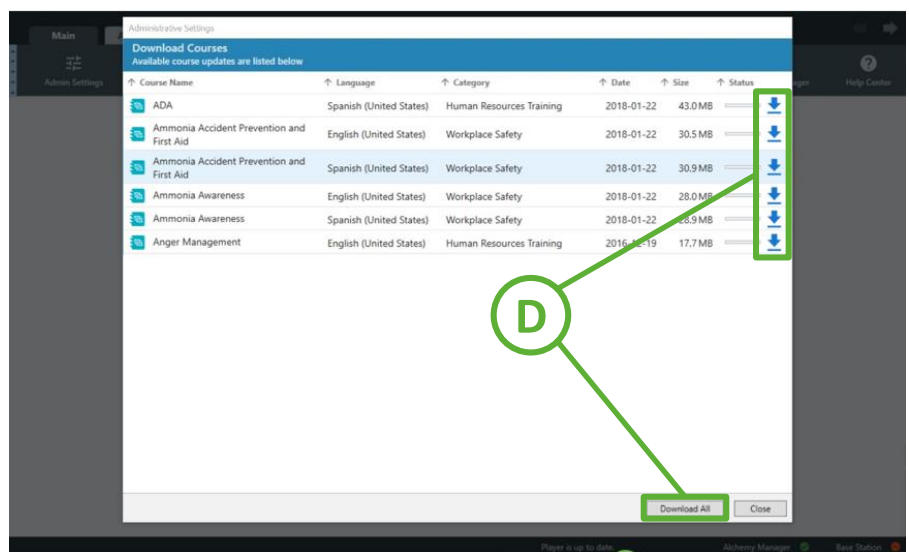 Main
Administrative Settings
Download Courses
Available course updates are listed below
Admin Settings
Help Center
Course Name Language Category Date Size Status
ADA Spanish (United States) Human Resources Training 2018-01-22 43.0 MB
Ammonia Accident Prevention and
First Aid
English (United States) Workplace Safety 2018-01-22 30.5 MB
Ammonia Accident Prevention and
First Aid
Spanish (United States) Workplace Safety 2018-01-22 30.9 MB
Ammonia Awareness English (United States) Workplace Safety 2018-01-22 28.0 MB
Ammonia Awareness Spanish (United States) Workplace Safety 2018-01-22 28.9 MB
Anger Management English (United States) Human Resources Training 2016-12-19 17.7 MB
D
Download All Close
Player is up to date. Alchemy Manager Base Station